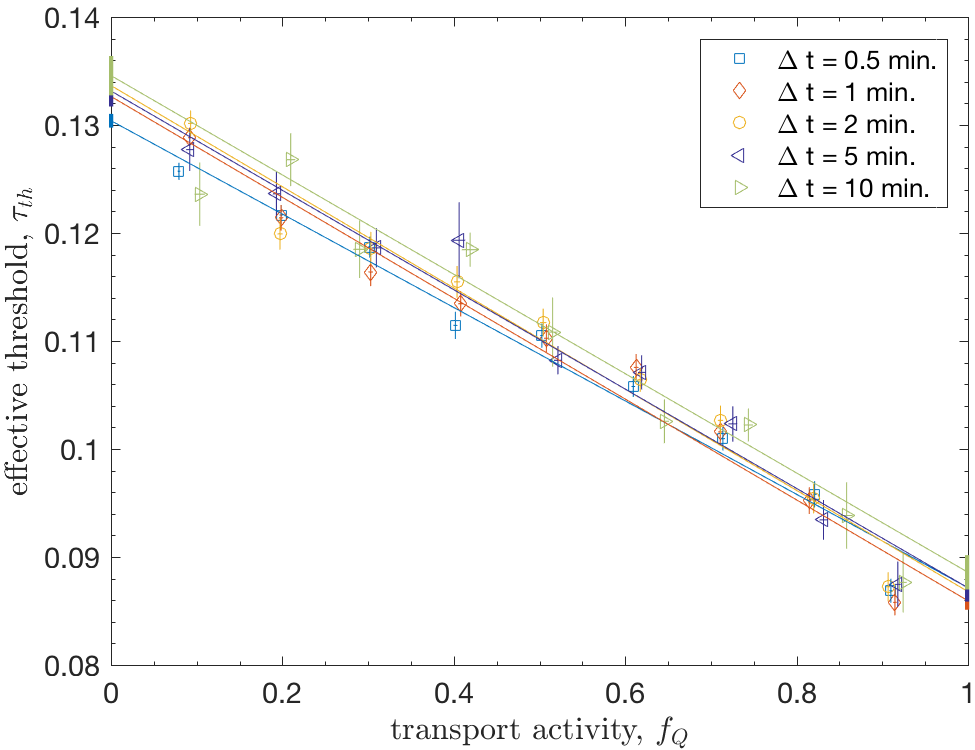 0.14
0.13
0.12
0.11
0.1
0.09
0.08
effective threshold, τ_th
Δ t = 0.5 min.
Δ t = 1 min.
Δ t = 2 min.
Δ t = 5 min.
Δ t = 10 min.
0 0.2 0.4 0.6 0.8 1
transport activity, f_Q